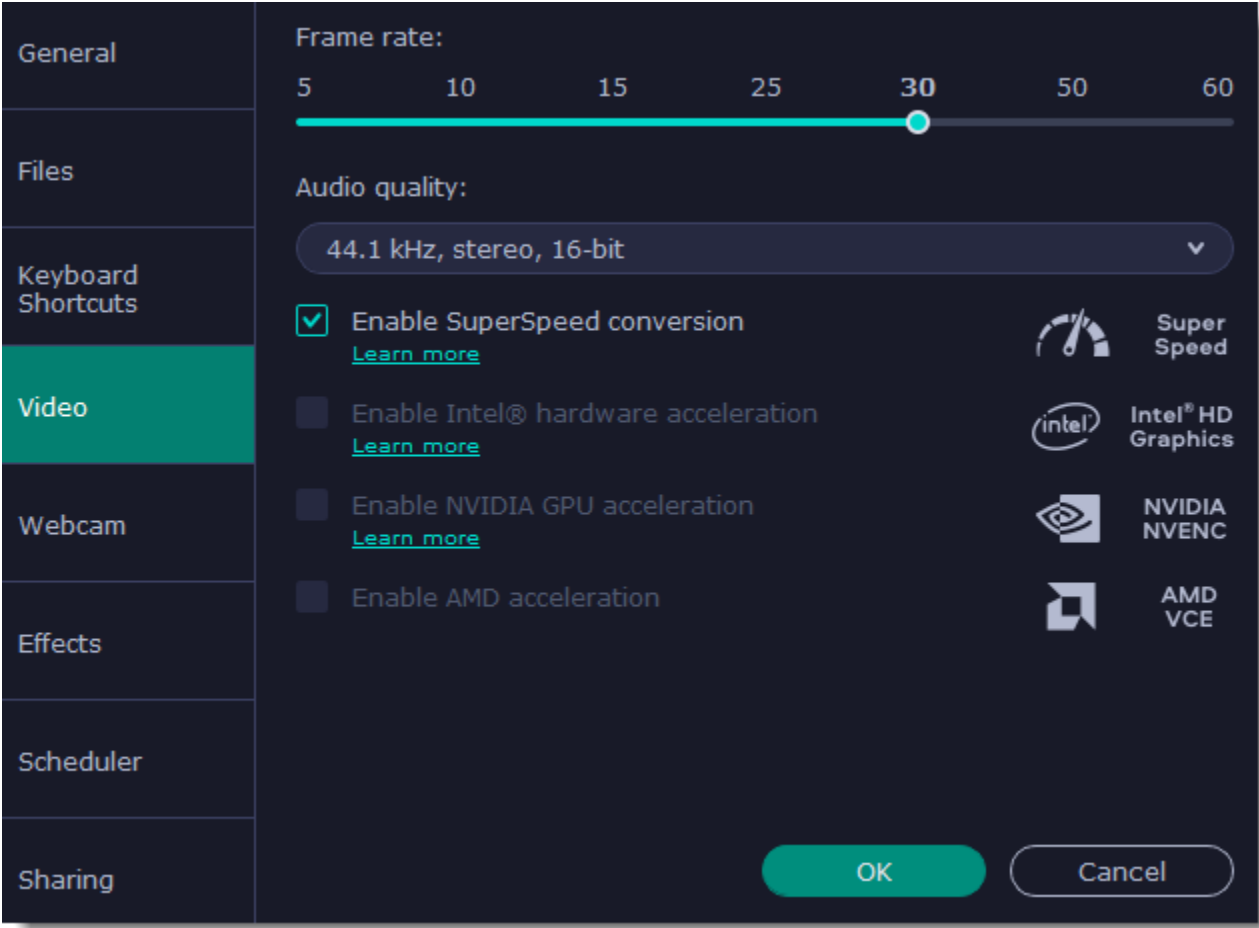 General
Files
Keyboard
Shortcuts
Video
Webcam
Effects
Scheduler
Sharing
Frame rate:
5 10 15 25 30 50 60
Audio quality:
44.1 kHz, stereo, 16-bit
Enable SuperSpeed conversion
Learn more
Super
Speed
Enable Intel® hardware acceleration
Learn more
intel
Intel® HD
Graphics
Enable NVIDIA GPU acceleration
Learn more
NVIDIA
NVENC
Enable AMD acceleration
AMD
VCE
OK
Cancel